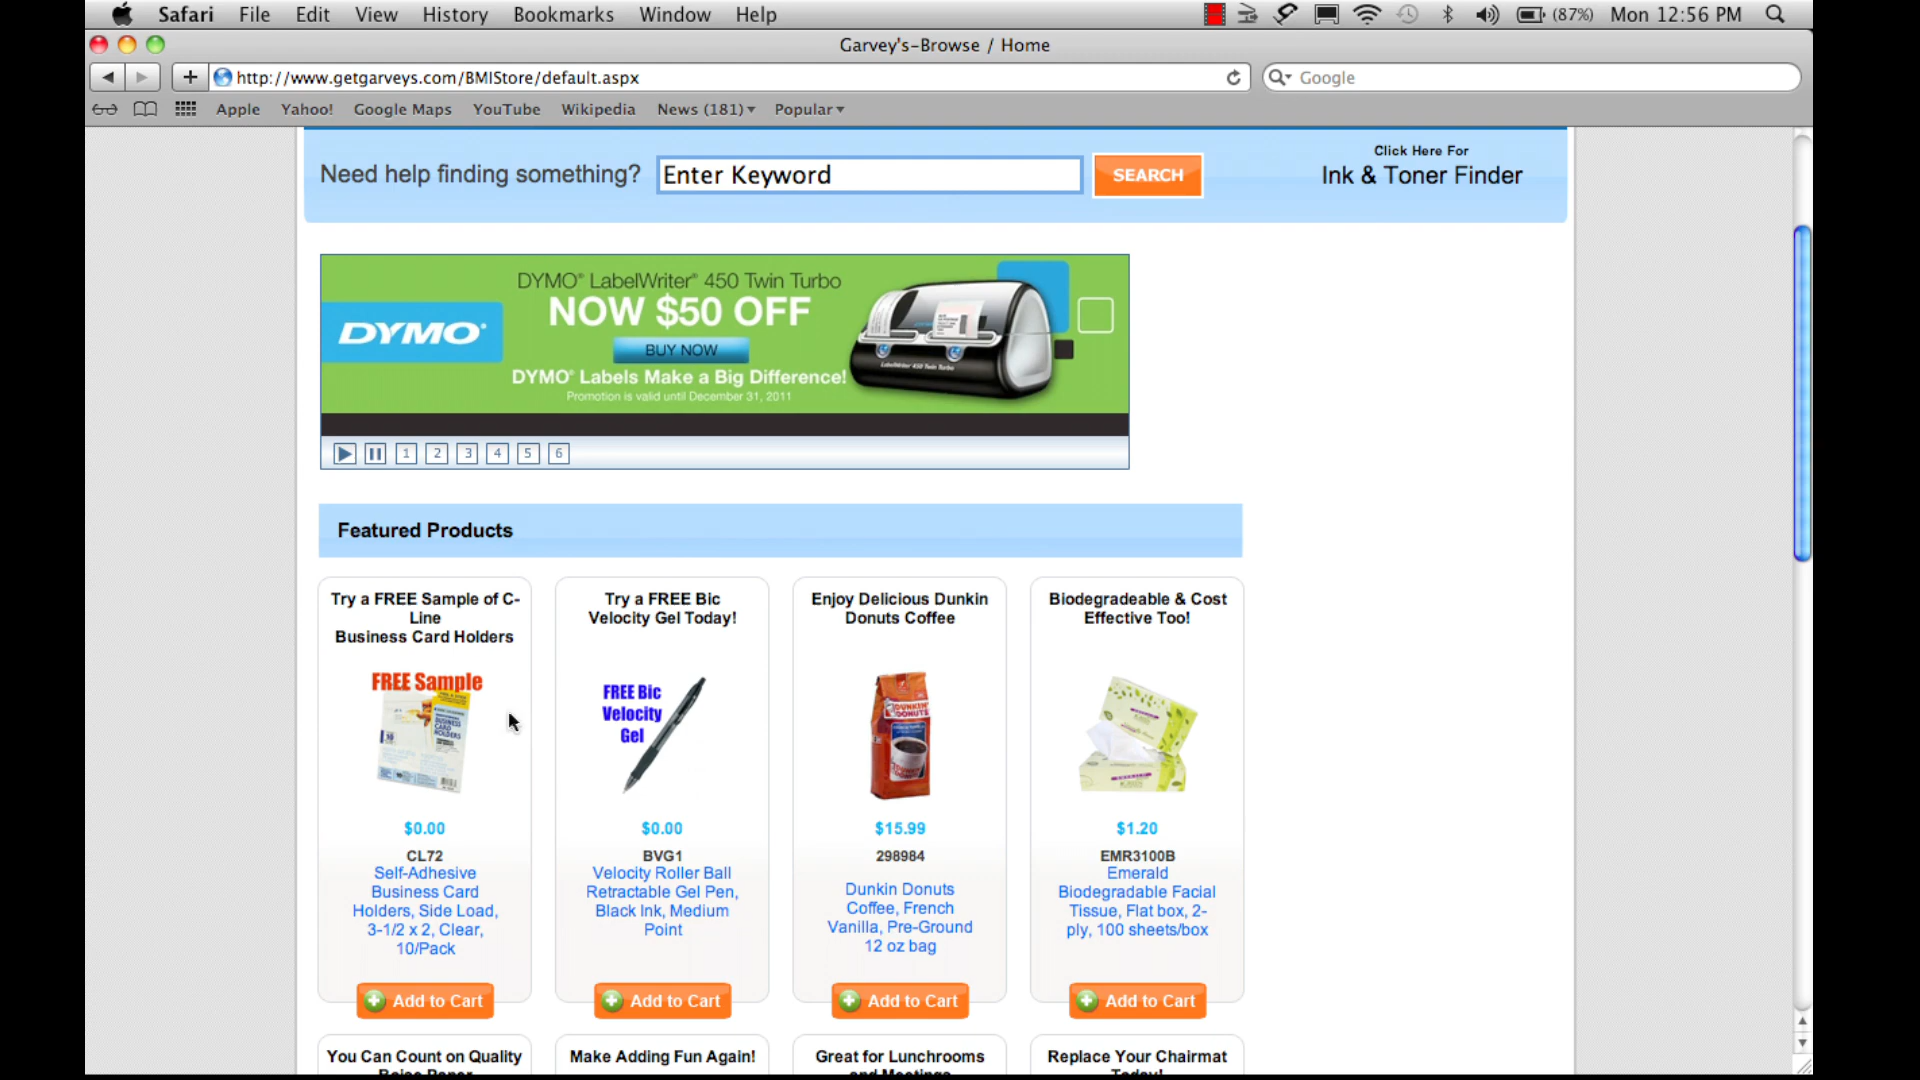 Safari File Edit View History Bookmarks Window Help (87%) Mon 12:56 PM
Garvey's-Browse / Home
http://www.getgarveys.com/BMIStore/default.aspx Google
Apple Yahoo! Google Maps YouTube Wikipedia News (181) Popular
Click Here For
Need help finding something? Enter Keyword SEARCH Ink & Toner Finder
DYMO® LabelWriter® 450 Twin Turbo
NOW $50 OFF
DYMO®
BUY NOW
DYMO® Labels Make a Big Difference!
Promotion is valid until December 31, 2011
1 2 3 4 5 6
Featured Products
Try a FREE Sample of C-
Line
Business Card Holders
FREE Sample
$0.00
CL72
Self-Adhesive
Business Card
Holders, Side Load,
3-1/2 x 2, Clear,
10/Pack
Add to Cart
Try a FREE Bic
Velocity Gel Today!
FREE Bic
Velocity
Gel
$0.00
BVG1
Velocity Roller Ball
Retractable Gel Pen,
Black Ink, Medium
Point
Add to Cart
Enjoy Delicious Dunkin
Donuts Coffee
DUNKIN'
DONUTS
$15.99
298984
Dunkin Donuts
Coffee, French
Vanilla, Pre-Ground
12 oz bag
Add to Cart
Biodegradeable & Cost
Effective Too!
$1.20
EMR3100B
Emerald
Biodegradable Facial
Tissue, Flat box, 2-
ply, 100 sheets/box
Add to Cart
You Can Count on Quality
Make Adding Fun Again!
Great for Lunchrooms
and Meetings
Replace Your Chairmat
Today!